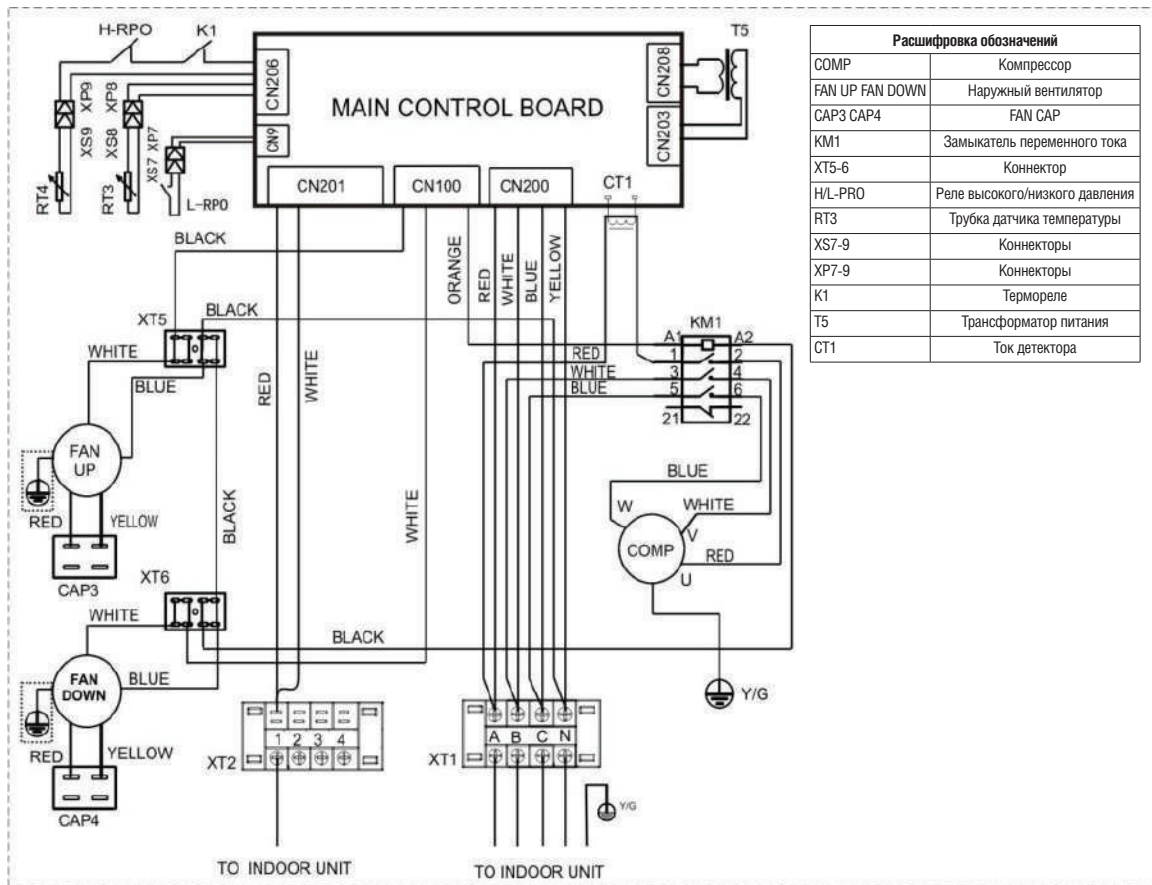 H-RPO
K1
T5
XP9
XP8
CN206
CN208
MAIN CONTROL BOARD
XS9
XS8
XP7
CN9
CN203
XS7
RT4
RT3
L-RPO
CN201
CN100
CN200
CT1
BLACK
ORANGE
RED
WHITE
BLUE
YELLOW
XT5
BLACK
WHITE
BLUE
RED
WHITE
KM1
A1
A2
RED
1
2
WHITE
3
4
BLUE
5
6
21
22
FAN
UP
RED
YELLOW
CAP3
BLACK
WHITE
BLUE
W
WHITE
V
COMP
RED
U
XT6
WHITE
BLACK
FAN
DOWN
BLUE
Y/G
RED
YELLOW
CAP4
1 2 3 4
XT2
A B C N
XT1
Y/G
TO INDOOR UNIT
TO INDOOR UNIT
Расшифровка обозначений
COMP Компрессор
FAN UP FAN DOWN Наружный вентилятор
CAP3 CAP4 FAN CAP
KM1 Замыкатель переменного тока
XT5-6 Коннектор
H/L-PRO Реле высокого/низкого давления
RT3 Трубка датчика температуры
XS7-9 Коннекторы
XP7-9 Коннекторы
K1 Термореле
T5 Трансформатор питания
CT1 Ток детектора